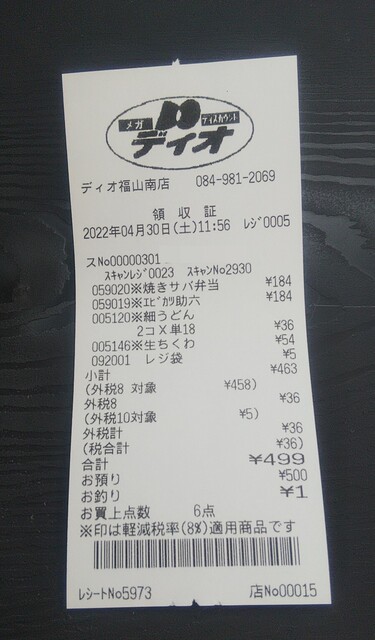 メガ ディスカウント
ディオ
ディオ福山南店 084-981-2069
領収証
2022年04月30日(土)11:56 ﾚｼﾞ0005
スNo00000301
ｽｷｬﾝﾚｼﾞ0023 ｽｷｬﾝNo2930
059020※焼きサバ弁当 ¥184
059019※ｴﾋﾞｶﾂ助六 ¥184
005120※細うどん
2コX単18 ¥36
005146※生ちくわ ¥54
092001 レジ袋 ¥5
小計 ¥463
(外税8 対象 ¥458)
外税8 ¥36
(外税10対象 ¥5)
外税計 ¥36
(税合計 ¥36)
合計 ¥499
お預り ¥500
お釣り ¥1
お買上点数 6点
※印は軽減税率(8%)適用商品です
ﾚｼｰﾄNo5973 店No00015